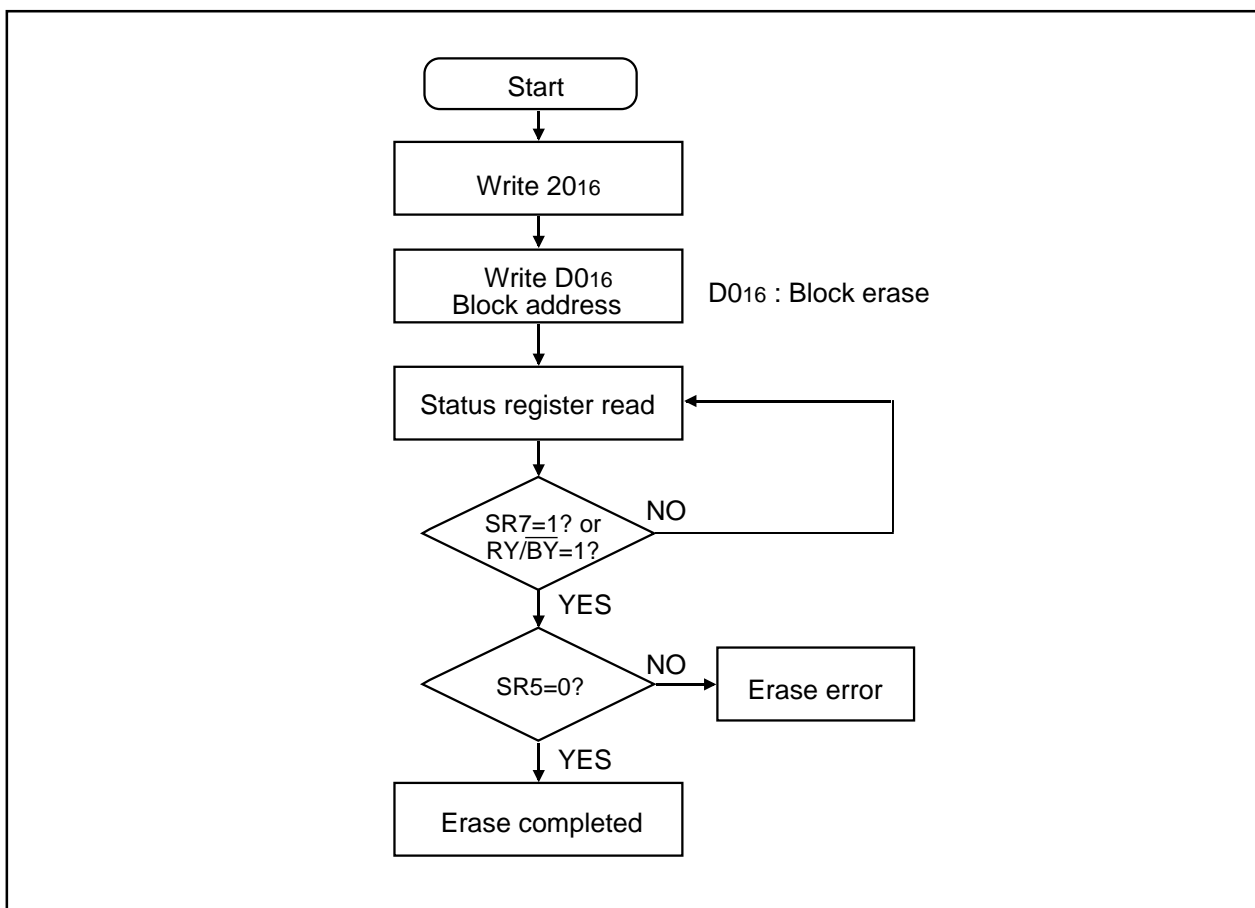 Start
Write 2016
Write D016
Block address
D016 : Block erase
Status register read
SR7=1? or
RY/B̅Y̅=1?
NO
YES
SR5=0?
NO
Erase error
YES
Erase completed